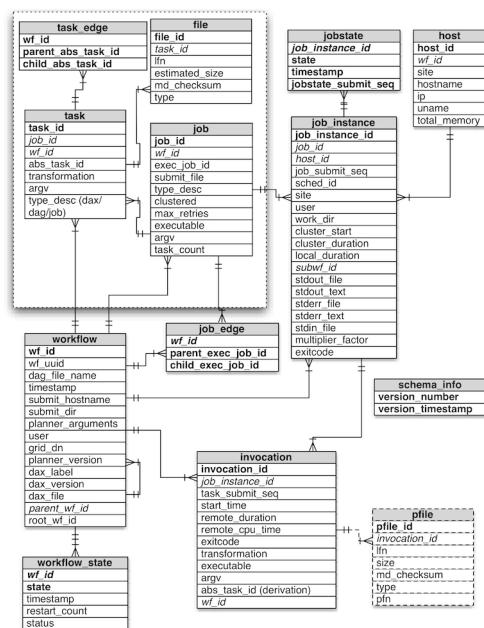 task_edge
wf_id
parent_abs_task_id
child_abs_task_id
file
file_id
task_id
lfn
estimated_size
md_checksum
type
jobstate
job_instance_id
state
timestamp
jobstate_submit_seq
host
host_id
wf_id
site
hostname
ip
uname
total_memory
task
task_id
job_id
wf_id
abs_task_id
transformation
argv
type_desc (dax/
dag/job)
job
job_id
wf_id
exec_job_id
submit_file
type_desc
clustered
max_retries
executable
argv
task_count
job_instance
job_instance_id
job_id
host_id
job_submit_seq
sched_id
site
user
work_dir
cluster_start
cluster_duration
local_duration
subwf_id
stdout_file
stdout_text
stderr_file
stderr_text
stdin_file
multiplier_factor
exitcode
job_edge
wf_id
parent_exec_job_id
child_exec_job_id
workflow
wf_id
wf_uuid
dag_file_name
timestamp
submit_hostname
submit_dir
planner_arguments
user
grid_dn
planner_version
dax_label
dax_version
dax_file
parent_wf_id
root_wf_id
schema_info
version_number
version_timestamp
invocation
invocation_id
job_instance_id
task_submit_seq
start_time
remote_duration
remote_cpu_time
exitcode
transformation
executable
argv
abs_task_id (derivation)
wf_id
pfile
pfile_id
invocation_id
lfn
size
md_checksum
type
pfn
workflow_state
wf_id
state
timestamp
restart_count
status